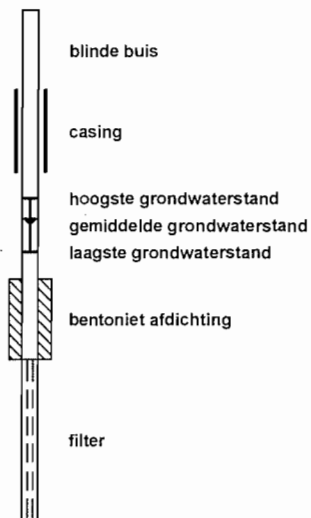 blinde buis
casing
hoogste grondwaterstand
gemiddelde grondwaterstand
laagste grondwaterstand
bentoniet afdichting
filter